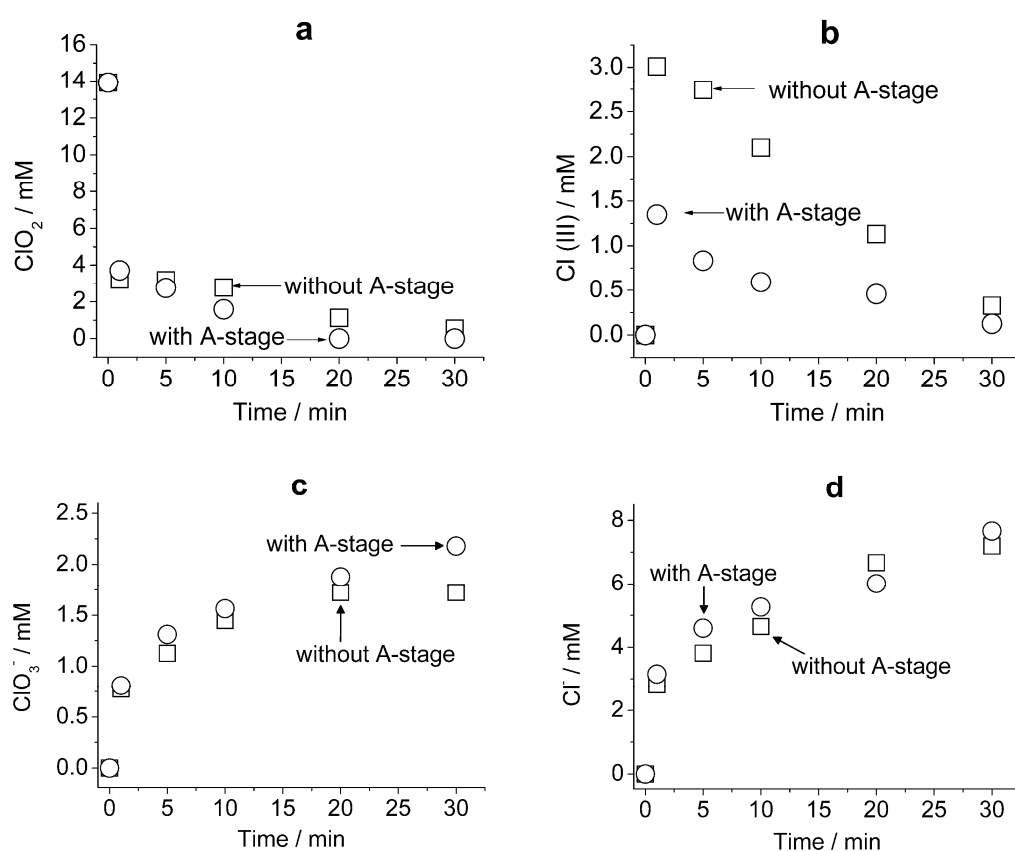 a
16
14
12
10
8
6
4
2
0
ClO2 / mM
without A-stage
with A-stage
0 5 10 15 20 25 30
Time / min
b
3.0
2.5
2.0
1.5
1.0
0.5
0.0
Cl (III) / mM
without A-stage
with A-stage
0 5 10 15 20 25 30
Time / min
c
2.5
2.0
1.5
1.0
0.5
0.0
ClO3- / mM
with A-stage
without A-stage
0 5 10 15 20 25 30
Time / min
d
8
6
4
2
0
Cl- / mM
with A-stage
without A-stage
0 5 10 15 20 25 30
Time / min